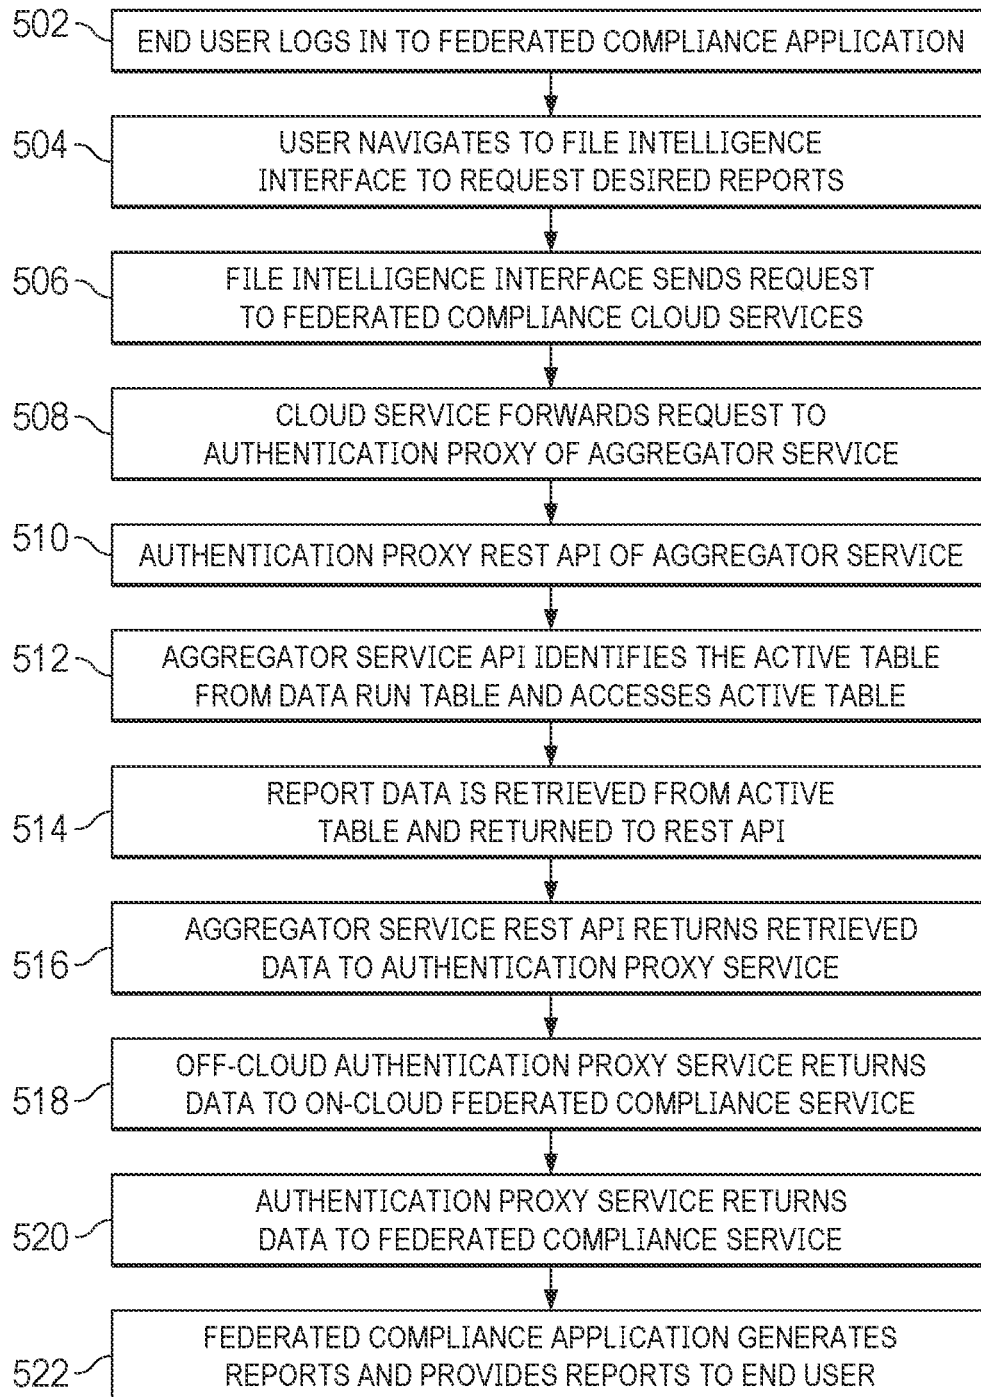 502
END USER LOGS IN TO FEDERATED COMPLIANCE APPLICATION
504
USER NAVIGATES TO FILE INTELLIGENCE
INTERFACE TO REQUEST DESIRED REPORTS
506
FILE INTELLIGENCE INTERFACE SENDS REQUEST
TO FEDERATED COMPLIANCE CLOUD SERVICES
508
CLOUD SERVICE FORWARDS REQUEST TO
AUTHENTICATION PROXY OF AGGREGATOR SERVICE
510
AUTHENTICATION PROXY REST API OF AGGREGATOR SERVICE
512
AGGREGATOR SERVICE API IDENTIFIES THE ACTIVE TABLE
FROM DATA RUN TABLE AND ACCESSES ACTIVE TABLE
514
REPORT DATA IS RETRIEVED FROM ACTIVE
TABLE AND RETURNED TO REST API
516
AGGREGATOR SERVICE REST API RETURNS RETRIEVED
DATA TO AUTHENTICATION PROXY SERVICE
518
OFF-CLOUD AUTHENTICATION PROXY SERVICE RETURNS
DATA TO ON-CLOUD FEDERATED COMPLIANCE SERVICE
520
AUTHENTICATION PROXY SERVICE RETURNS
DATA TO FEDERATED COMPLIANCE SERVICE
522
FEDERATED COMPLIANCE APPLICATION GENERATES
REPORTS AND PROVIDES REPORTS TO END USER